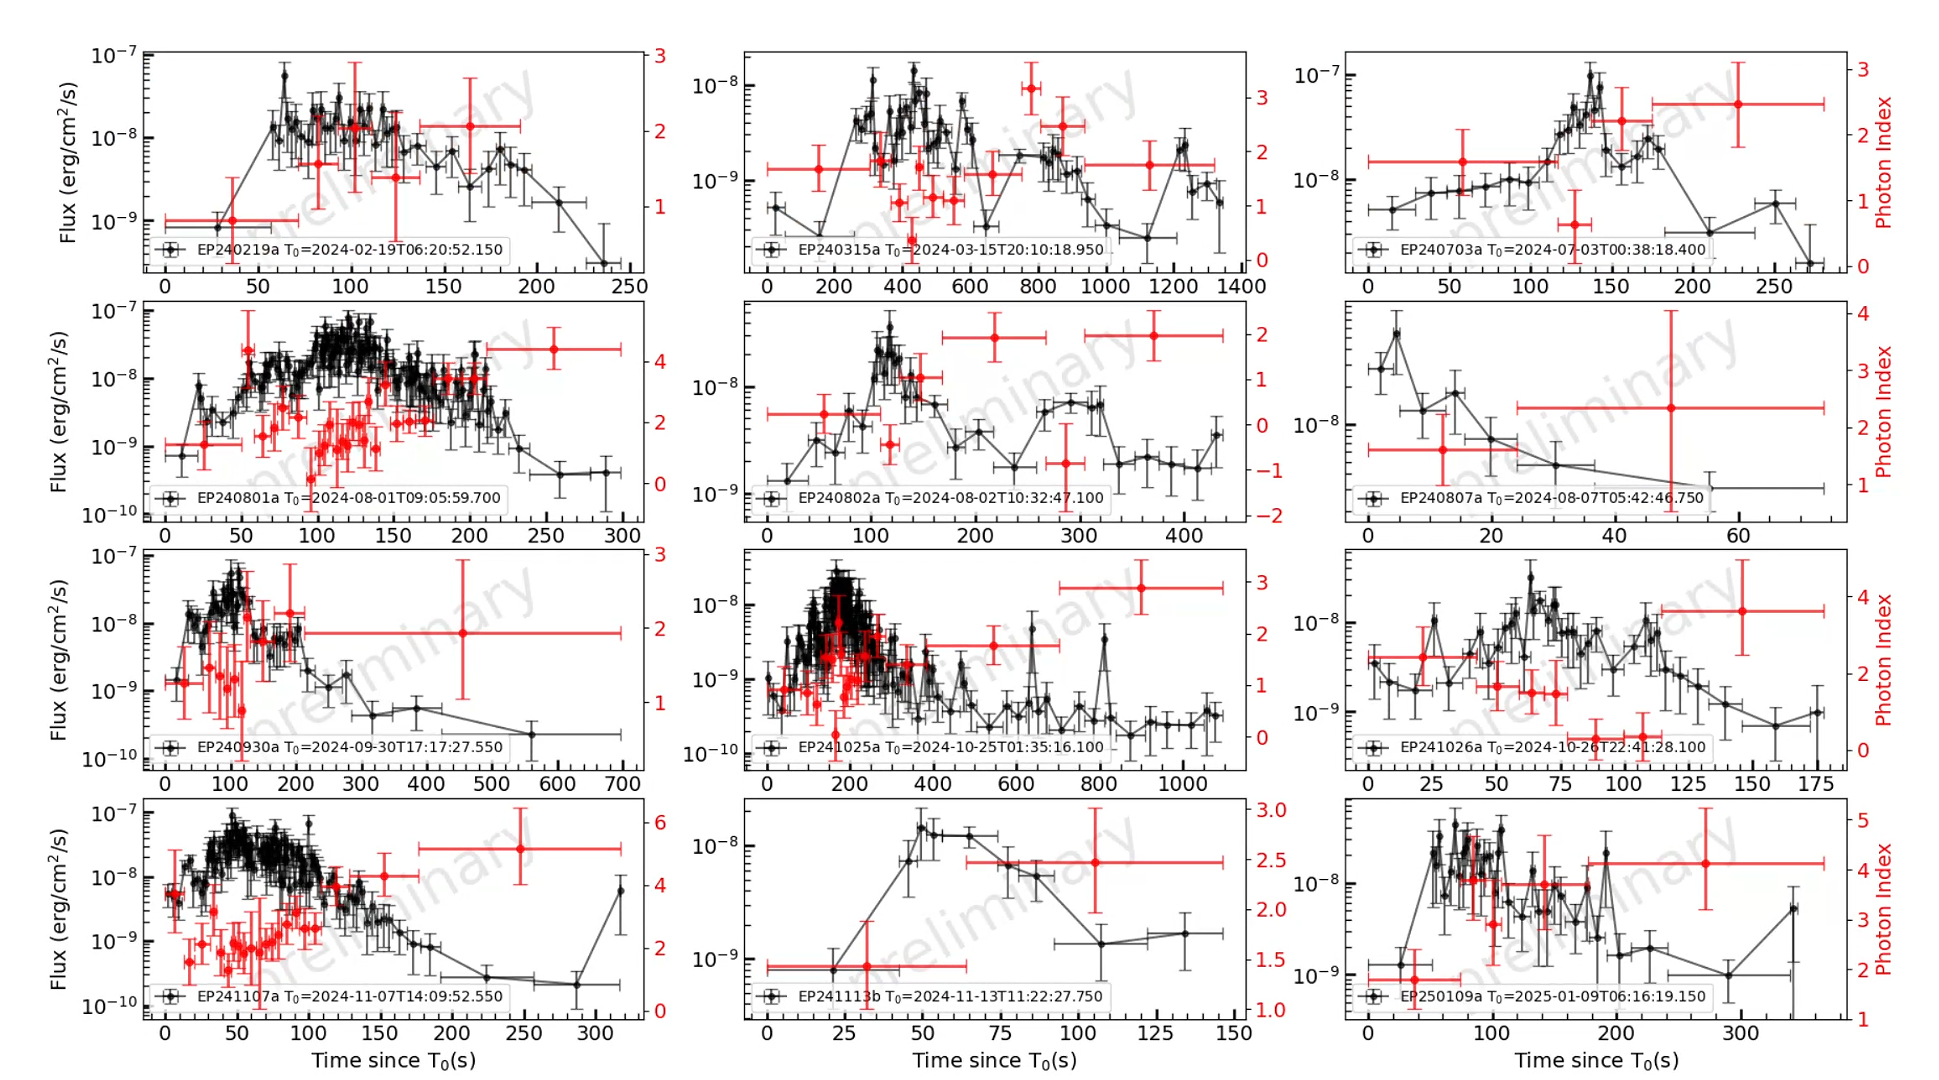 Flux (erg/cm²/s)
10⁻⁷
10⁻⁸
10⁻⁹
3
2
1
preliminary
EP240219a T₀=2024-02-19T06:20:52.150
0 50 100 150 200 250
10⁻⁸
10⁻⁹
3
2
1
0
preliminary
EP240315a T₀=2024-03-15T20:10:18.950
0 200 400 600 800 1000 1200 1400
10⁻⁷
10⁻⁸
3
2
1
0
Photon Index
preliminary
EP240703a T₀=2024-07-03T00:38:18.400
0 50 100 150 200 250
Flux (erg/cm²/s)
10⁻⁷
10⁻⁸
10⁻⁹
10⁻¹⁰
4
2
0
preliminary
EP240801a T₀=2024-08-01T09:05:59.700
0 50 100 150 200 250 300
10⁻⁸
10⁻⁹
2
1
0
−1
−2
preliminary
EP240802a T₀=2024-08-02T10:32:47.100
0 100 200 300 400
10⁻⁸
4
3
2
1
Photon Index
preliminary
EP240807a T₀=2024-08-07T05:42:46.750
0 20 40 60
Flux (erg/cm²/s)
10⁻⁷
10⁻⁸
10⁻⁹
10⁻¹⁰
3
2
1
preliminary
EP240930a T₀=2024-09-30T17:17:27.550
0 100 200 300 400 500 600 700
10⁻⁸
10⁻⁹
10⁻¹⁰
3
2
1
0
preliminary
EP241025a T₀=2024-10-25T01:35:16.100
0 200 400 600 800 1000
10⁻⁸
10⁻⁹
4
2
0
Photon Index
preliminary
EP241026a T₀=2024-10-26T22:41:28.100
0 25 50 75 100 125 150 175
Flux (erg/cm²/s)
10⁻⁷
10⁻⁸
10⁻⁹
10⁻¹⁰
6
4
2
0
preliminary
EP241107a T₀=2024-11-07T14:09:52.550
0 50 100 150 200 250 300
Time since T₀(s)
10⁻⁸
10⁻⁹
3.0
2.5
2.0
1.5
1.0
preliminary
EP241113b T₀=2024-11-13T11:22:27.750
0 25 50 75 100 125 150
Time since T₀(s)
10⁻⁸
10⁻⁹
5
4
3
2
1
Photon Index
preliminary
EP250109a T₀=2025-01-09T06:16:19.150
0 100 200 300
Time since T₀(s)